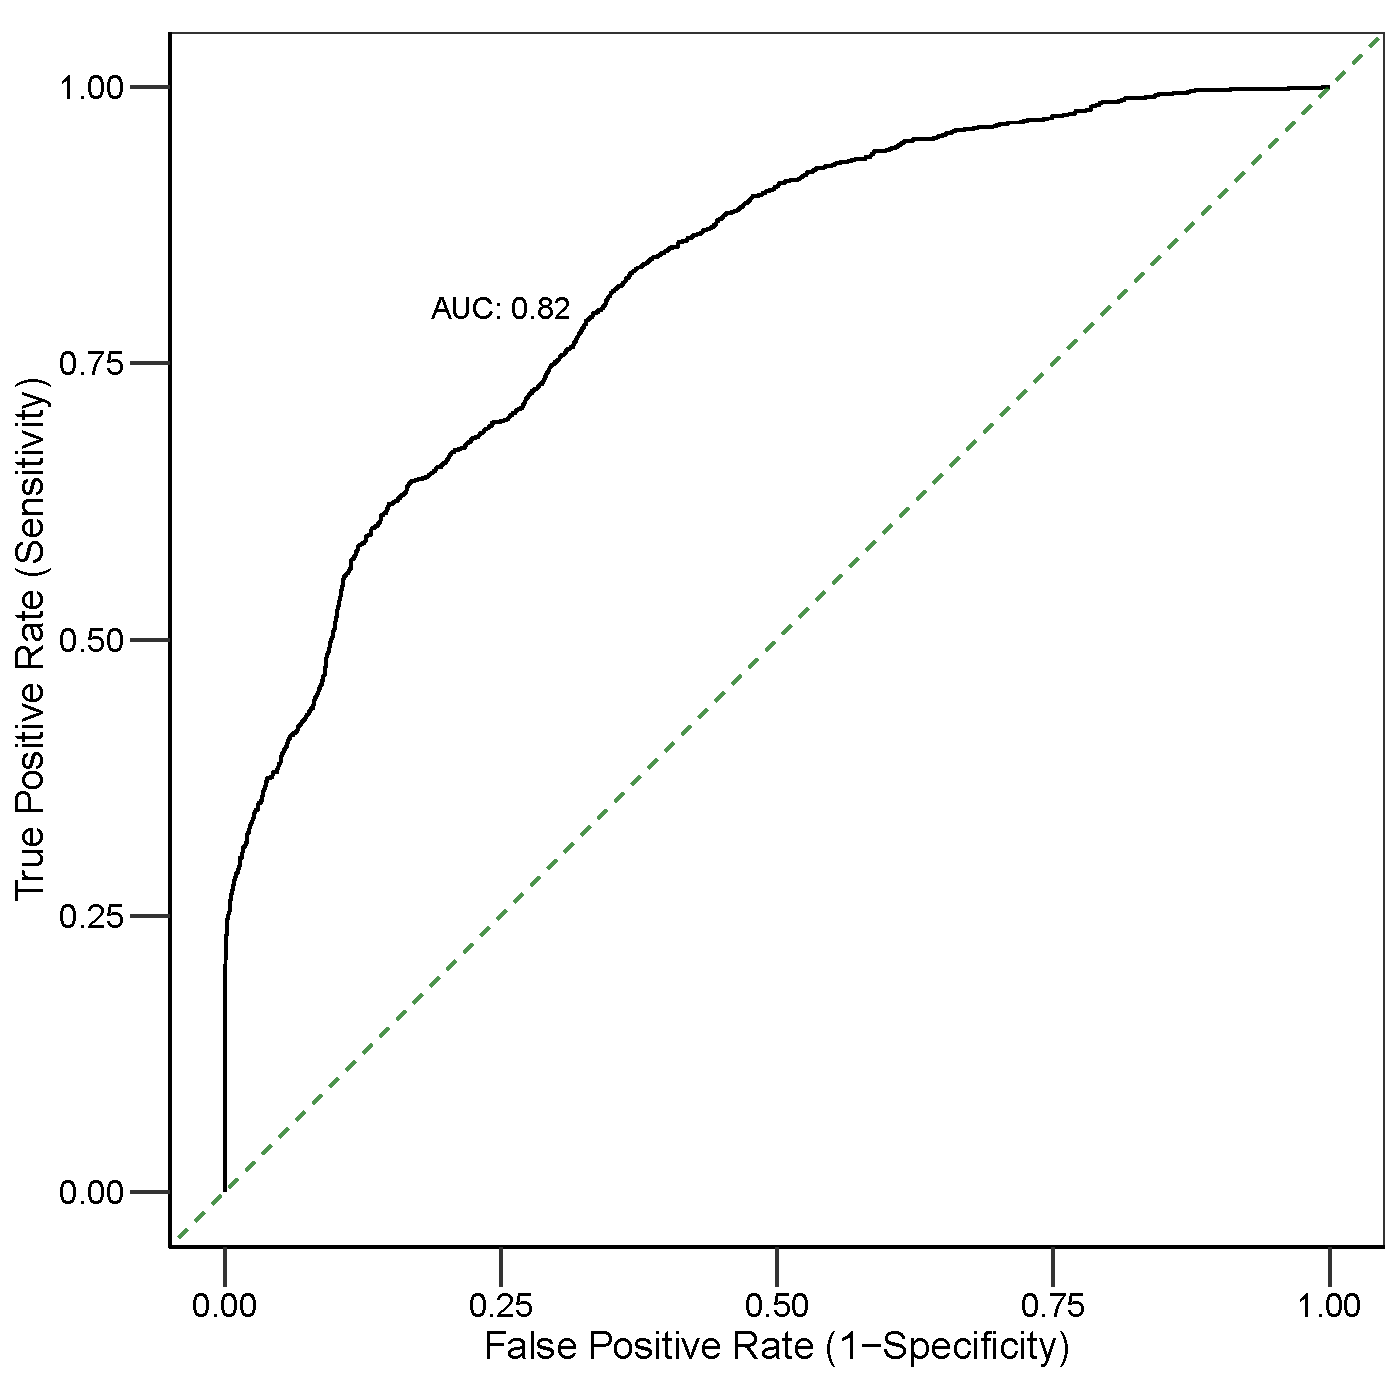 1.00
0.75
0.50
0.25
0.00
True Positive Rate (Sensitivity)
AUC: 0.82
0.00 0.25 0.50 0.75 1.00
False Positive Rate (1−Specificity)